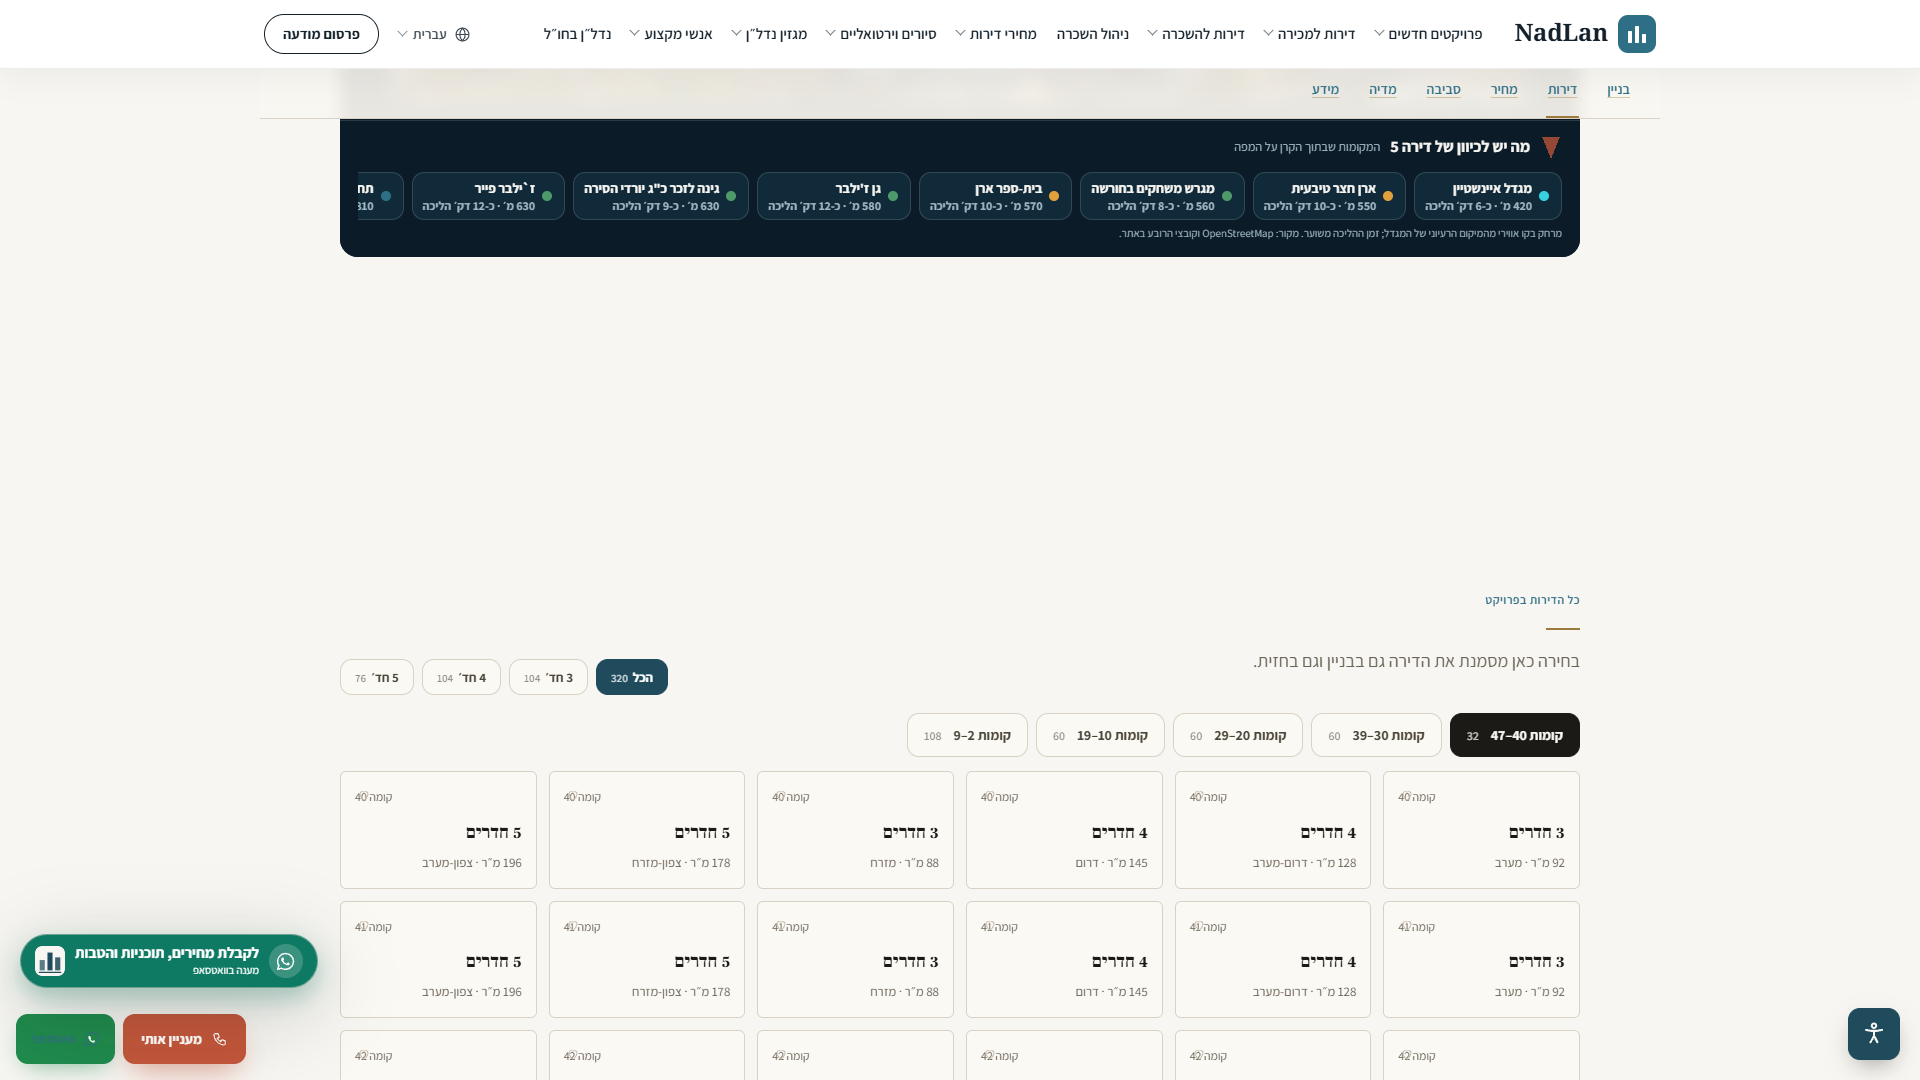 NadLan
פרויקטים חדשים
דירות למכירה
דירות להשכרה
ניהול השכרה
מחירי דירות
סיורים וירטואליים
מגזין נדל״ן
אנשי מקצוע
נדל״ן בחו״ל
עברית
פרסום מודעה
בניין
דירות
מחיר
סביבה
מדיה
מידע
מה יש לכיוון של דירה 5
המקומות שבתוך הקרן על המפה
מגדל איינשטיין
420 מ׳ · כ-6 דק׳ הליכה
ארן חצר טיבעית
550 מ׳ · כ-10 דק׳ הליכה
מגרש משחקים בחורשה
560 מ׳ · כ-8 דק׳ הליכה
בית-ספר ארן
570 מ׳ · כ-10 דק׳ הליכה
גן ז'ילבר
580 מ׳ · כ-12 דק׳ הליכה
גינה לזכר כ"ג יורדי הסירה
630 מ׳ · כ-9 דק׳ הליכה
ז`ילבר פייר
630 מ׳ · כ-12 דק׳ הליכה
מרחק בקו אווירי מהמיקום הרעיוני של המגדל; זמן ההליכה משוער. מקור: OpenStreetMap וקובצי הרובע באתר.
כל הדירות בפרויקט
בחירה כאן מסמנת את הדירה גם בבניין וגם בחזית.
הכל 320
3 חד׳ 104
4 חד׳ 104
5 חד׳ 76
קומות 40–47 32
קומות 30–39 60
קומות 20–29 60
קומות 10–19 60
קומות 2–9 108
קומה 40
3 חדרים
92 מ״ר · מערב
קומה 40
4 חדרים
128 מ״ר · דרום-מערב
קומה 40
4 חדרים
145 מ״ר · דרום
קומה 40
3 חדרים
88 מ״ר · מזרח
קומה 40
5 חדרים
178 מ״ר · צפון-מזרח
קומה 40
5 חדרים
196 מ״ר · צפון-מערב
קומה 41
3 חדרים
92 מ״ר · מערב
קומה 41
4 חדרים
128 מ״ר · דרום-מערב
קומה 41
4 חדרים
145 מ״ר · דרום
קומה 41
3 חדרים
88 מ״ר · מזרח
קומה 41
5 חדרים
178 מ״ר · צפון-מזרח
קומה 41
5 חדרים
196 מ״ר · צפון-מערב
קומה 42
קומה 42
קומה 42
קומה 42
קומה 42
קומה 42
לקבלת מחירים, תוכניות והטבות
מענה בוואטסאפ
מעניין אותי